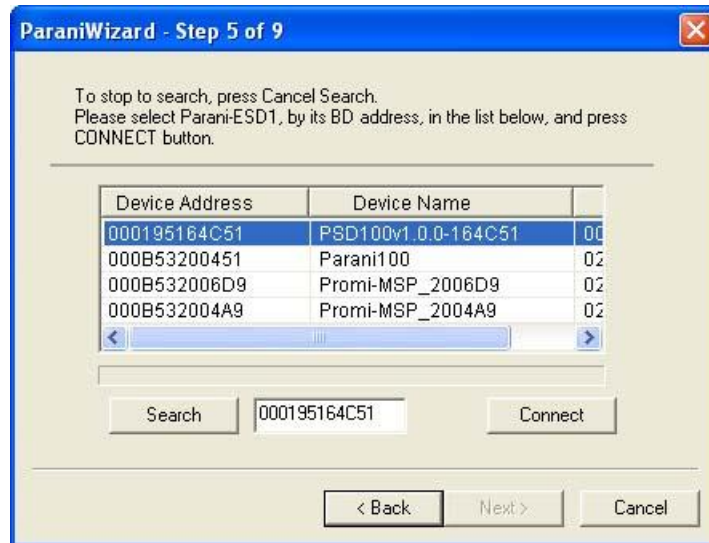 ParaniWizard - Step 5 of 9
To stop to search, press Cancel Search.
Please select Parani-ESD1, by its BD address, in the list below, and press
CONNECT button.
Device Address Device Name
000195164C51 PSD100v1.0.0-164C51 00
000B53200451 Parani100 02
000B532006D9 Promi-MSP_2006D9 02
000B532004A9 Promi-MSP_2004A9 02
Search 000195164C51 Connect
< Back Next > Cancel